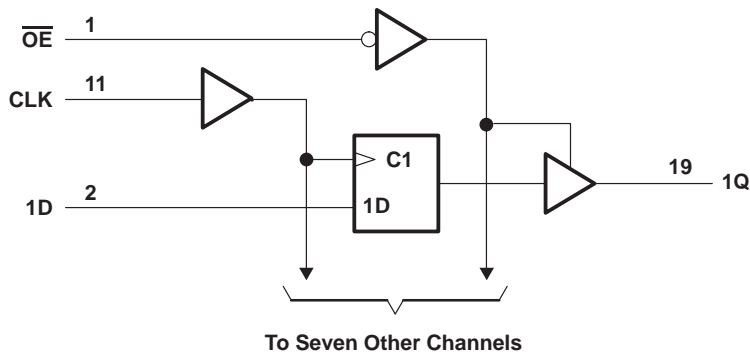 OE 1
CLK 11
C1
1D 2
1D
19 1Q
To Seven Other Channels